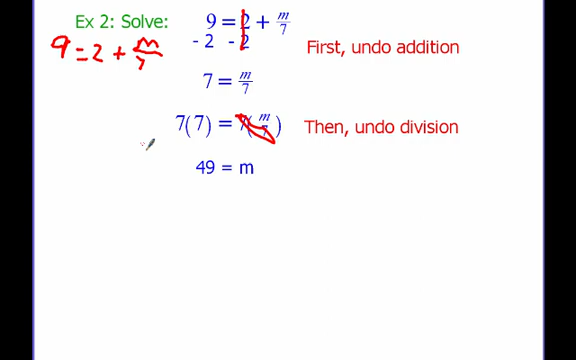 Ex 2: Solve: 9 = 2 + m/7
9 = 2 + m/7
- 2 - 2 First, undo addition
7 = m/7
7(7) = 7(m/7) Then, undo division
49 = m